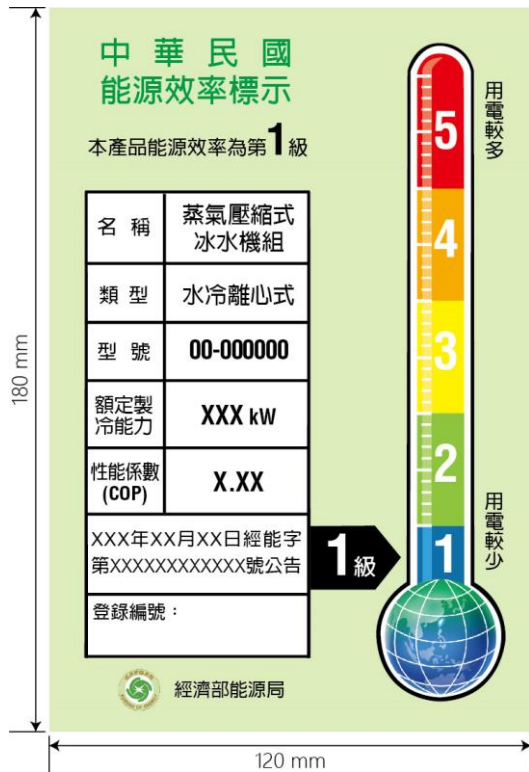 中華民國
能源效率標示
本產品能源效率為第1級
名稱
蒸氣壓縮式
冰水機組
類型
水冷離心式
型號
00-000000
額定製
冷能力
XXX kW
性能係數
(COP)
X.XX
XXX年XX月XX日經能字
第XXXXXXXXXXXX號公告
登錄編號：
經濟部能源局
1級
用電較多
5
4
3
2
1
用電較少
180 mm
120 mm